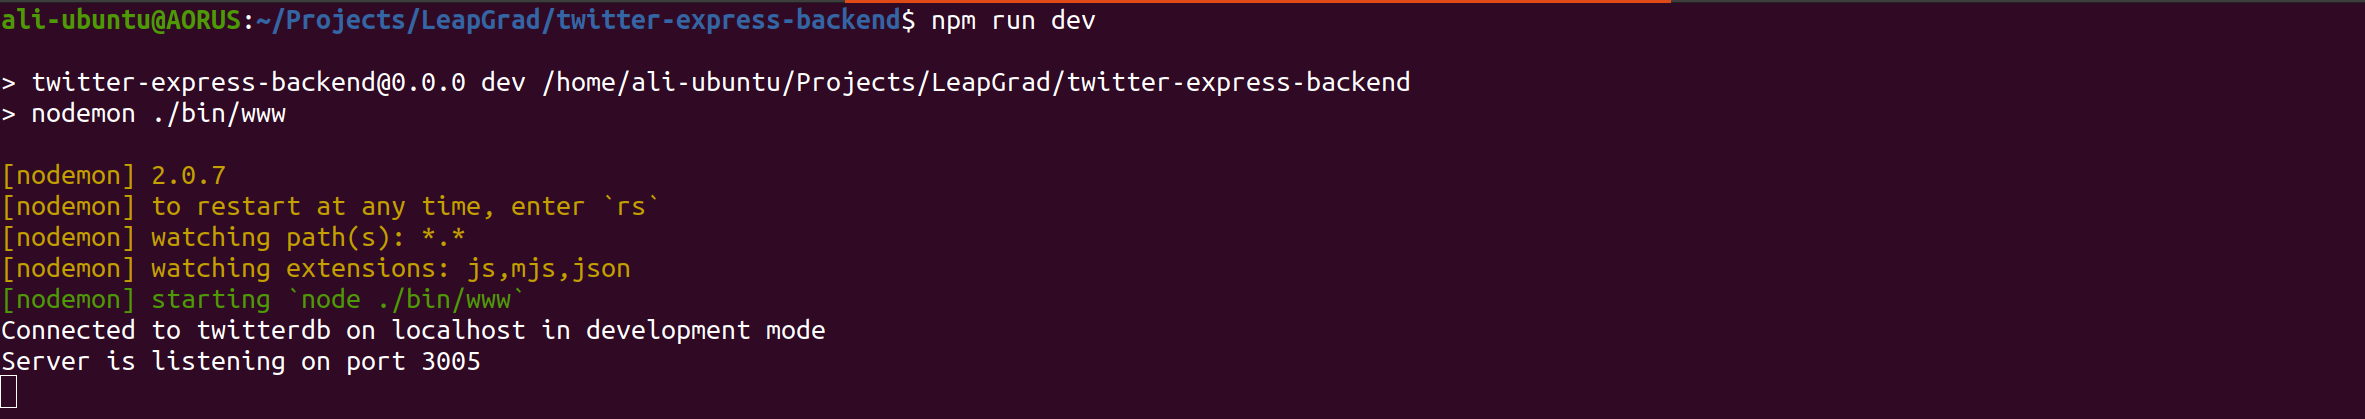 ali-ubuntu@AORUS:~/Projects/LeapGrad/twitter-express-backend$ npm run dev
> twitter-express-backend@0.0.0 dev /home/ali-ubuntu/Projects/LeapGrad/twitter-express-backend
> nodemon ./bin/www
[nodemon] 2.0.7
[nodemon] to restart at any time, enter `rs`
[nodemon] watching path(s): *.*
[nodemon] watching extensions: js,mjs,json
[nodemon] starting `node ./bin/www`
Connected to twitterdb on localhost in development mode
Server is listening on port 3005